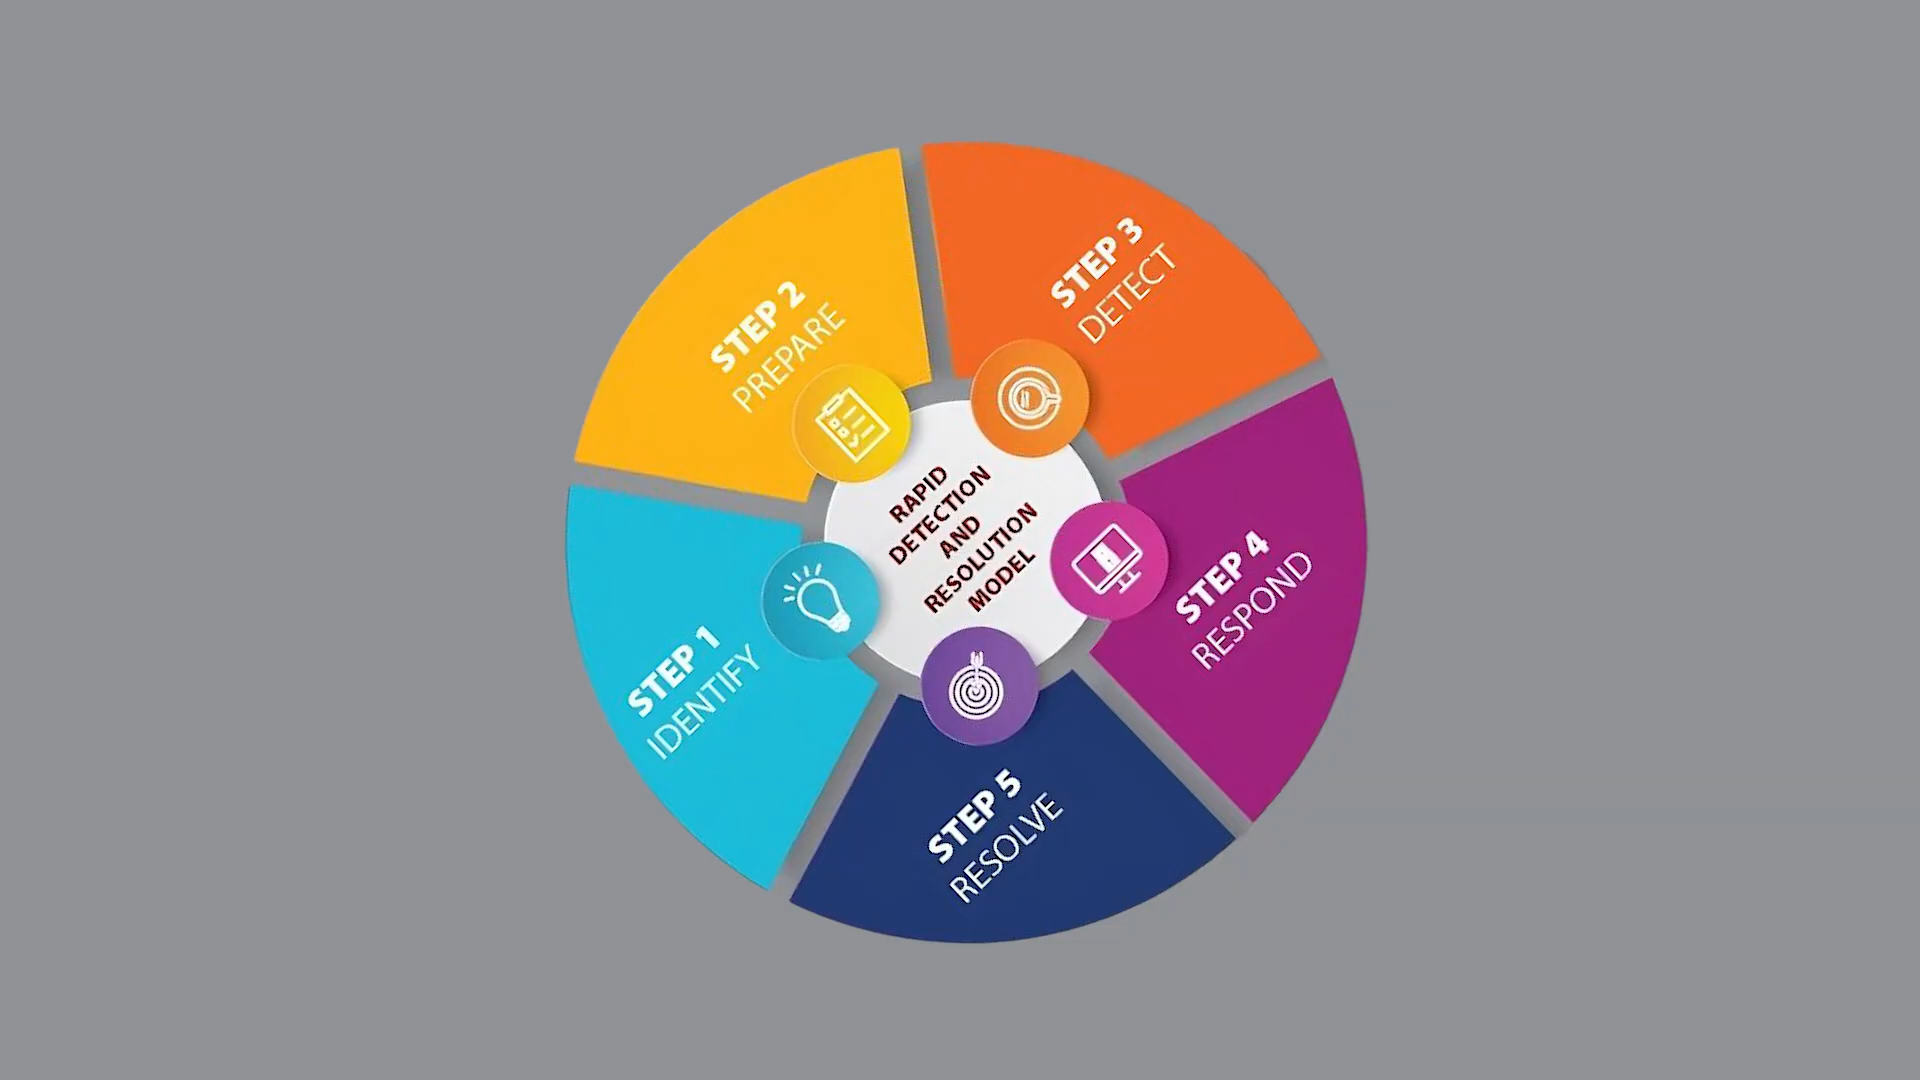 RAPID
DETECTION
AND
RESOLUTION
MODEL
STEP 1
IDENTIFY
STEP 2
PREPARE
STEP 3
DETECT
STEP 4
RESPOND
STEP 5
RESOLVE